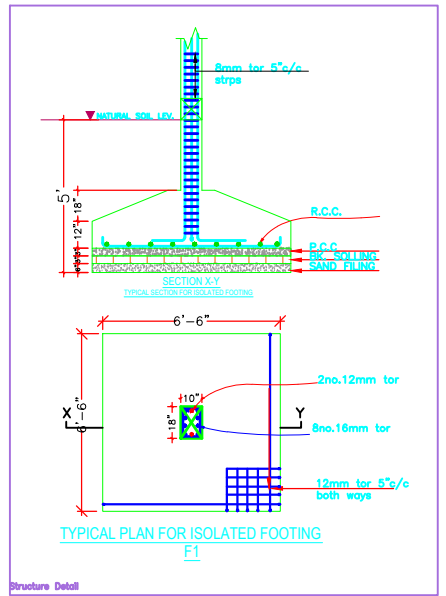 8mm tor 5"c/c
strps
NATURAL SOIL LEV.
5'
18"
12"
R.C.C.
P.C.C
BK. SOLLING
SAND FILING
SECTION X-Y
TYPICAL SECTION FOR ISOLATED FOOTING
6'-6"
2no.12mm tor
10"
X
6'-6"
18"
Y
8no.16mm tor
12mm tor 5"c/c
both ways
TYPICAL PLAN FOR ISOLATED FOOTING
F1
Structure Detail